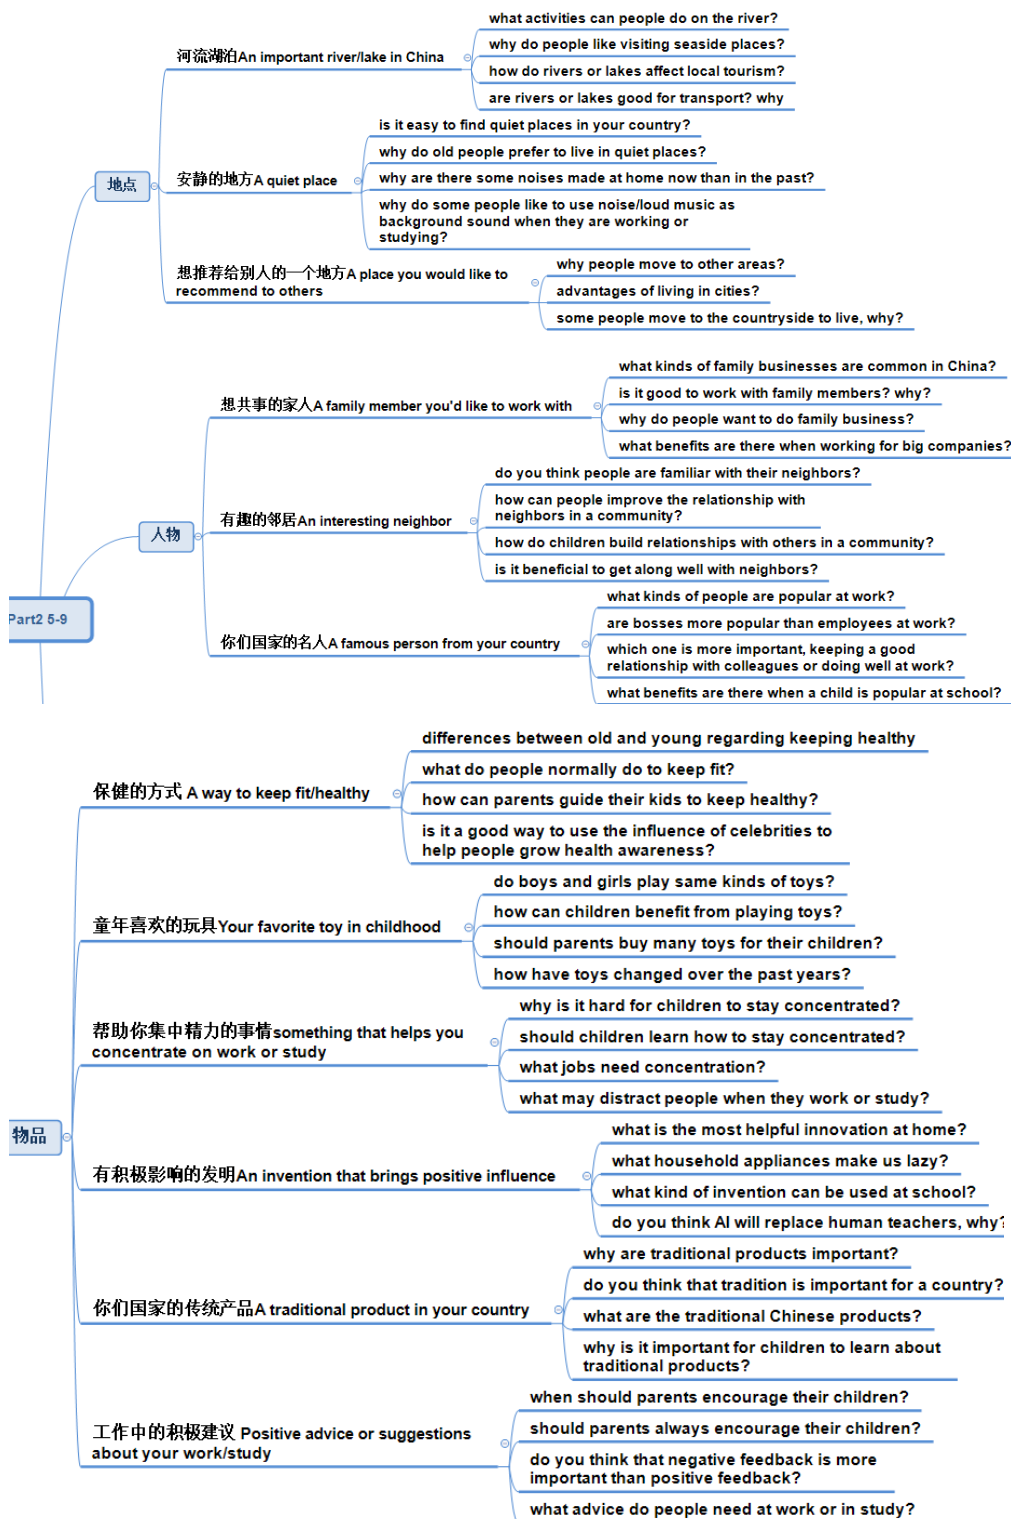 Part2 5-9
地点
河流湖泊An important river/lake in China
what activities can people do on the river?
why do people like visiting seaside places?
how do rivers or lakes affect local tourism?
are rivers or lakes good for transport? why
安静的地方A quiet place
is it easy to find quiet places in your country?
why do old people prefer to live in quiet places?
why are there some noises made at home now than in the past?
why do some people like to use noise/loud music as
background sound when they are working or
studying?
想推荐给别人的一个地方A place you would like to
recommend to others
why people move to other areas?
advantages of living in cities?
some people move to the countryside to live, why?
人物
想共事的家人A family member you'd like to work with
what kinds of family businesses are common in China?
is it good to work with family members? why?
why do people want to do family business?
what benefits are there when working for big companies?
有趣的邻居An interesting neighbor
do you think people are familiar with their neighbors?
how can people improve the relationship with
neighbors in a community?
how do children build relationships with others in a community?
is it beneficial to get along well with neighbors?
你们国家的名人A famous person from your country
what kinds of people are popular at work?
are bosses more popular than employees at work?
which one is more important, keeping a good
relationship with colleagues or doing well at work?
what benefits are there when a child is popular at school?
物品
保健的方式 A way to keep fit/healthy
differences between old and young regarding keeping healthy
what do people normally do to keep fit?
how can parents guide their kids to keep healthy?
is it a good way to use the influence of celebrities to
help people grow health awareness?
童年喜欢的玩具Your favorite toy in childhood
do boys and girls play same kinds of toys?
how can children benefit from playing toys?
should parents buy many toys for their children?
how have toys changed over the past years?
帮助你集中精力的事情something that helps you
concentrate on work or study
why is it hard for children to stay concentrated?
should children learn how to stay concentrated?
what jobs need concentration?
what may distract people when they work or study?
有积极影响的发明An invention that brings positive influence
what is the most helpful innovation at home?
what household appliances make us lazy?
what kind of invention can be used at school?
do you think AI will replace human teachers, why?
你们国家的传统产品A traditional product in your country
why are traditional products important?
do you think that tradition is important for a country?
what are the traditional Chinese products?
why is it important for children to learn about
traditional products?
工作中的积极建议 Positive advice or suggestions
about your work/study
when should parents encourage their children?
should parents always encourage their children?
do you think that negative feedback is more
important than positive feedback?
what advice do people need at work or in study?